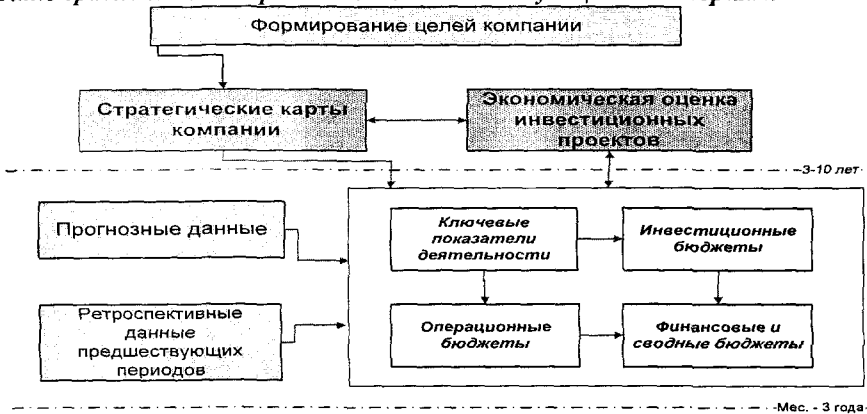 Формирование целей компании
Стратегические карты
компании
Экономическая оценка
инвестиционных
проектов
3-10 лет
Прогнозные данные
Ключевые
показатели
деятельности
Инвестиционные
бюджеты
Ретроспективные
данные
предшествующих
периодов
Операционные
бюджеты
Финансовые и
сводные бюджеты
Мес. - 3 года